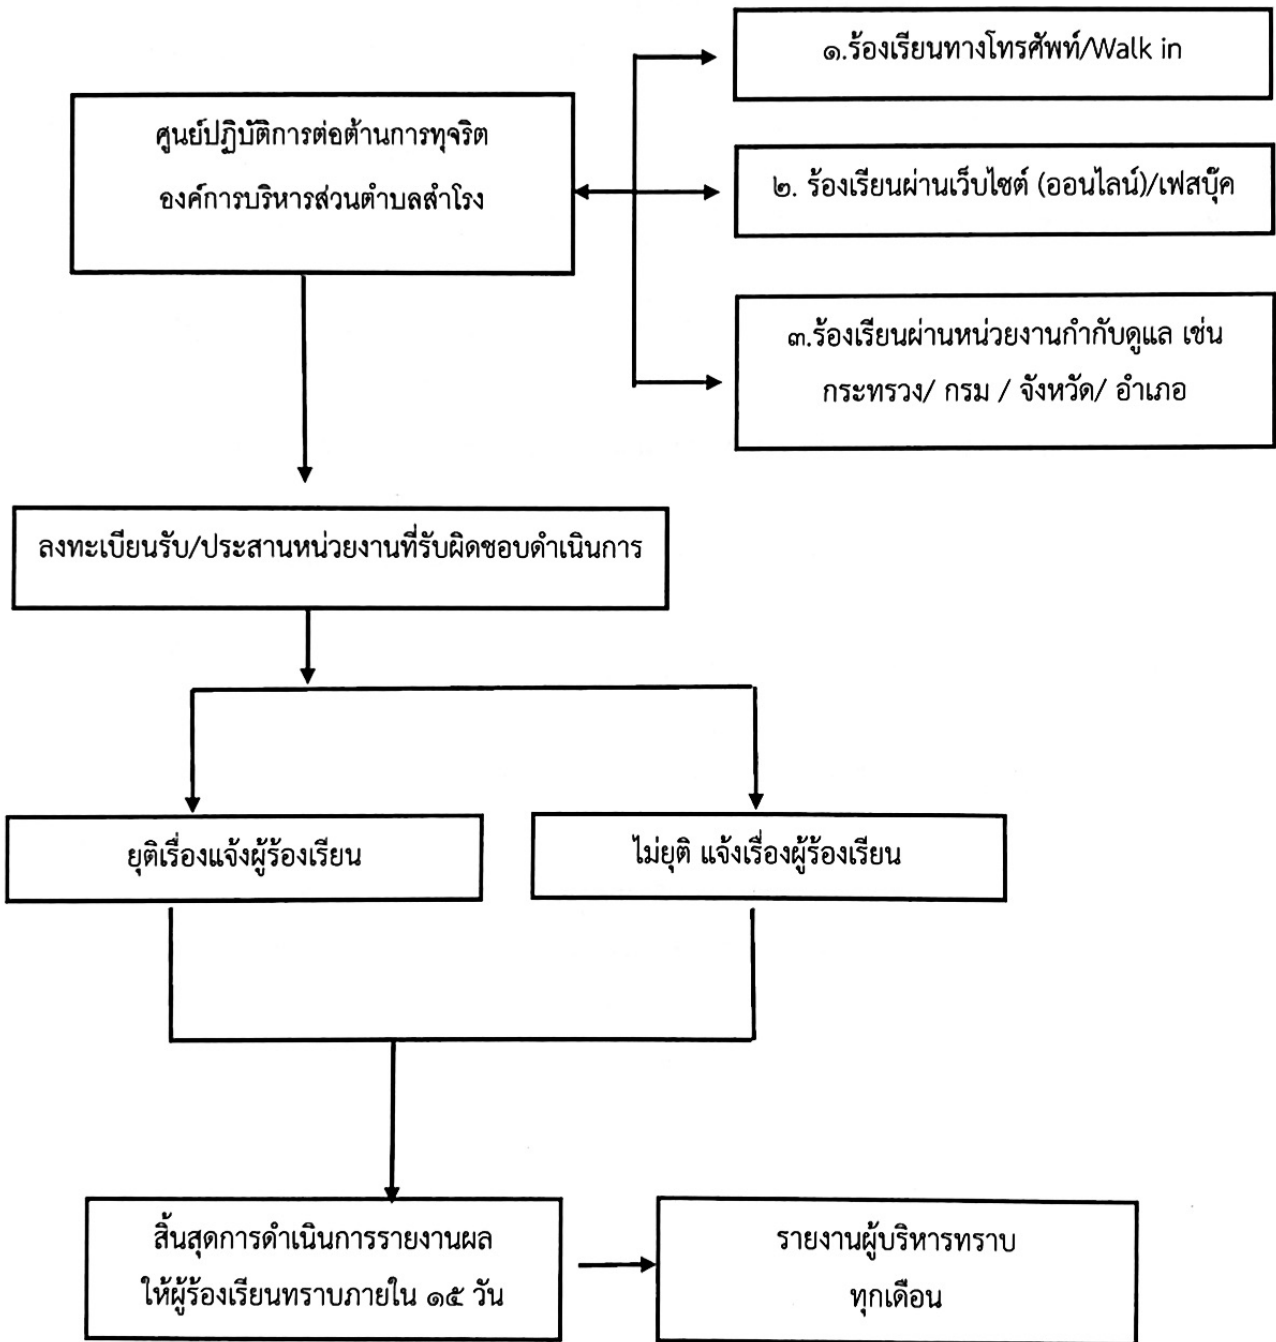 ๑.ร้องเรียนทางโทรศัพท์/Walk in
ศูนย์ปฏิบัติการต่อต้านการทุจริต
องค์การบริหารส่วนตำบลสำโรง
๒. ร้องเรียนผ่านเว็บไซต์ (ออนไลน์)/เฟสบุ๊ค
๓.ร้องเรียนผ่านหน่วยงานกำกับดูแล เช่น
กระทรวง/ กรม / จังหวัด/ อำเภอ
ลงทะเบียนรับ/ประสานหน่วยงานที่รับผิดชอบดำเนินการ
ยุติเรื่องแจ้งผู้ร้องเรียน
ไม่ยุติ แจ้งเรื่องผู้ร้องเรียน
สิ้นสุดการดำเนินการรายงานผล
ให้ผู้ร้องเรียนทราบภายใน ๑๕ วัน
รายงานผู้บริหารทราบ
ทุกเดือน